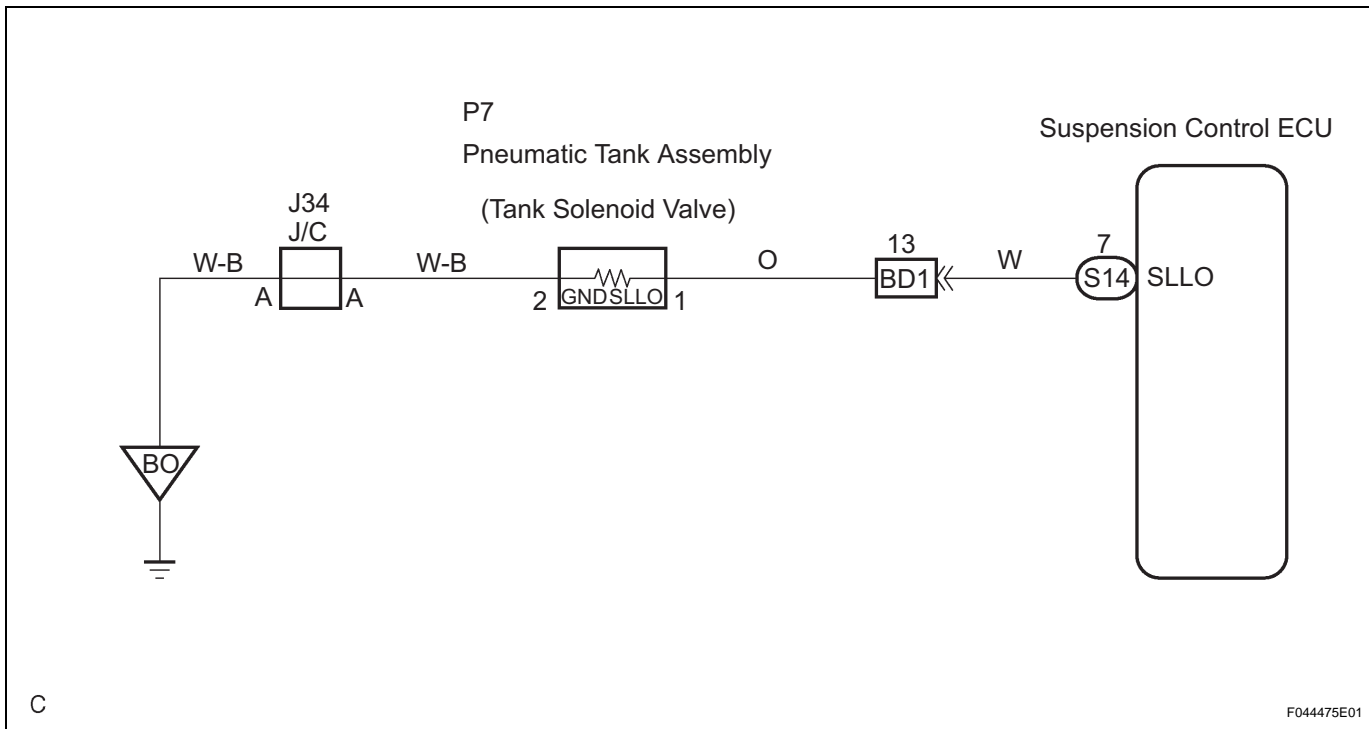 P7
Pneumatic Tank Assembly
(Tank Solenoid Valve)
Suspension Control ECU
J34
J/C
W-B
W-B
O
13
BD1
W
7
S14
SLLO
A
A
2
GND
SLLO
1
BO
C
F044475E01